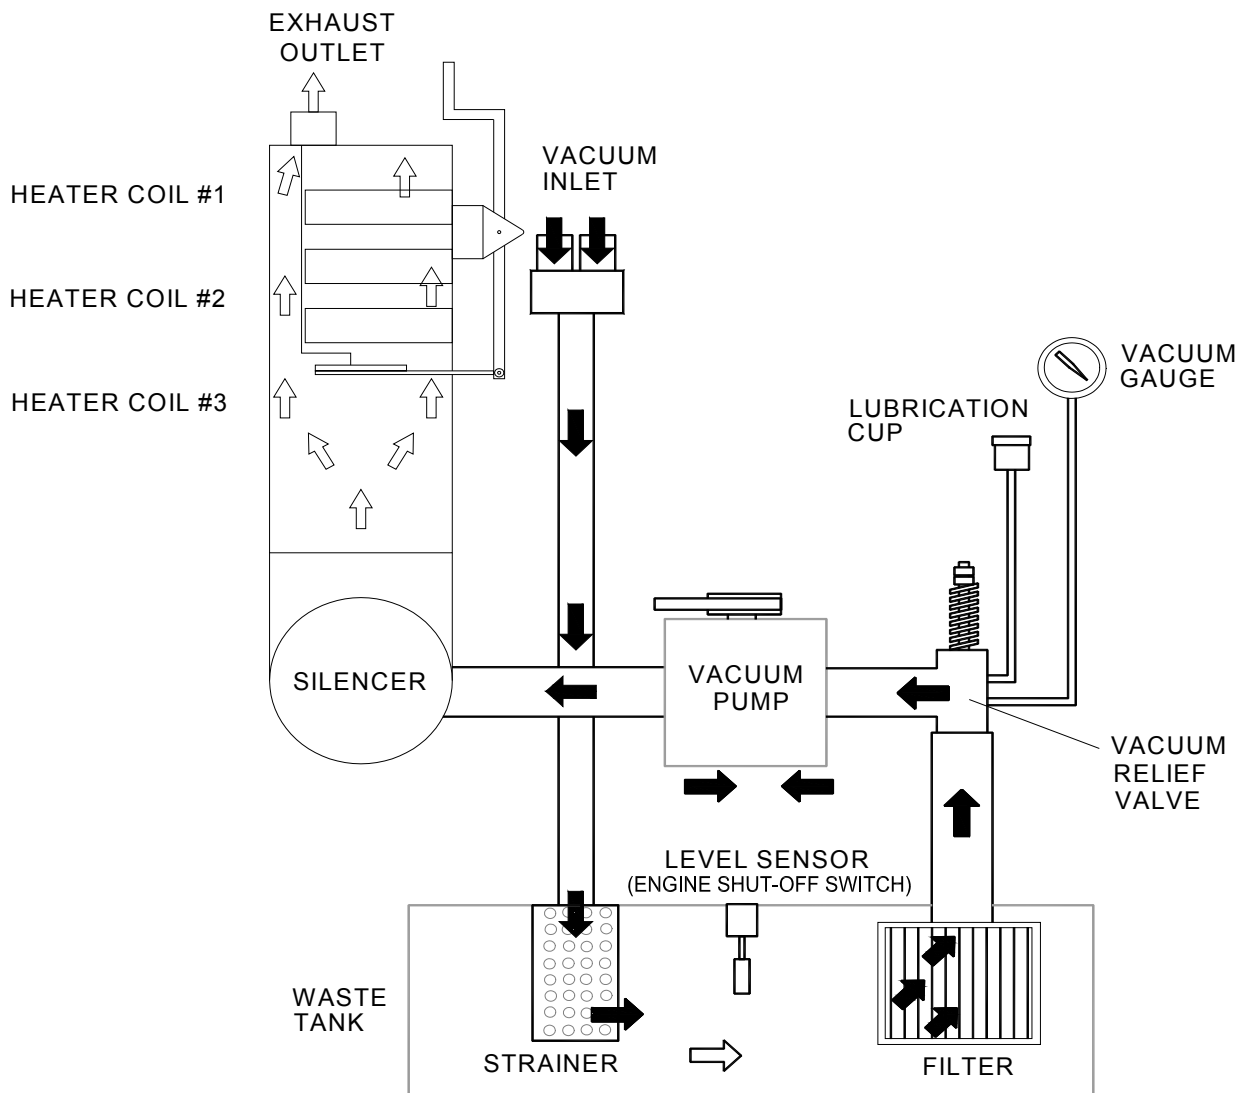 EXHAUST
OUTLET
VACUUM
INLET
HEATER COIL #1
HEATER COIL #2
HEATER COIL #3
VACUUM
GAUGE
LUBRICATION
CUP
SILENCER
VACUUM
PUMP
VACUUM
RELIEF
VALVE
LEVEL SENSOR
(ENGINE SHUT-OFF SWITCH)
WASTE
TANK
STRAINER
FILTER